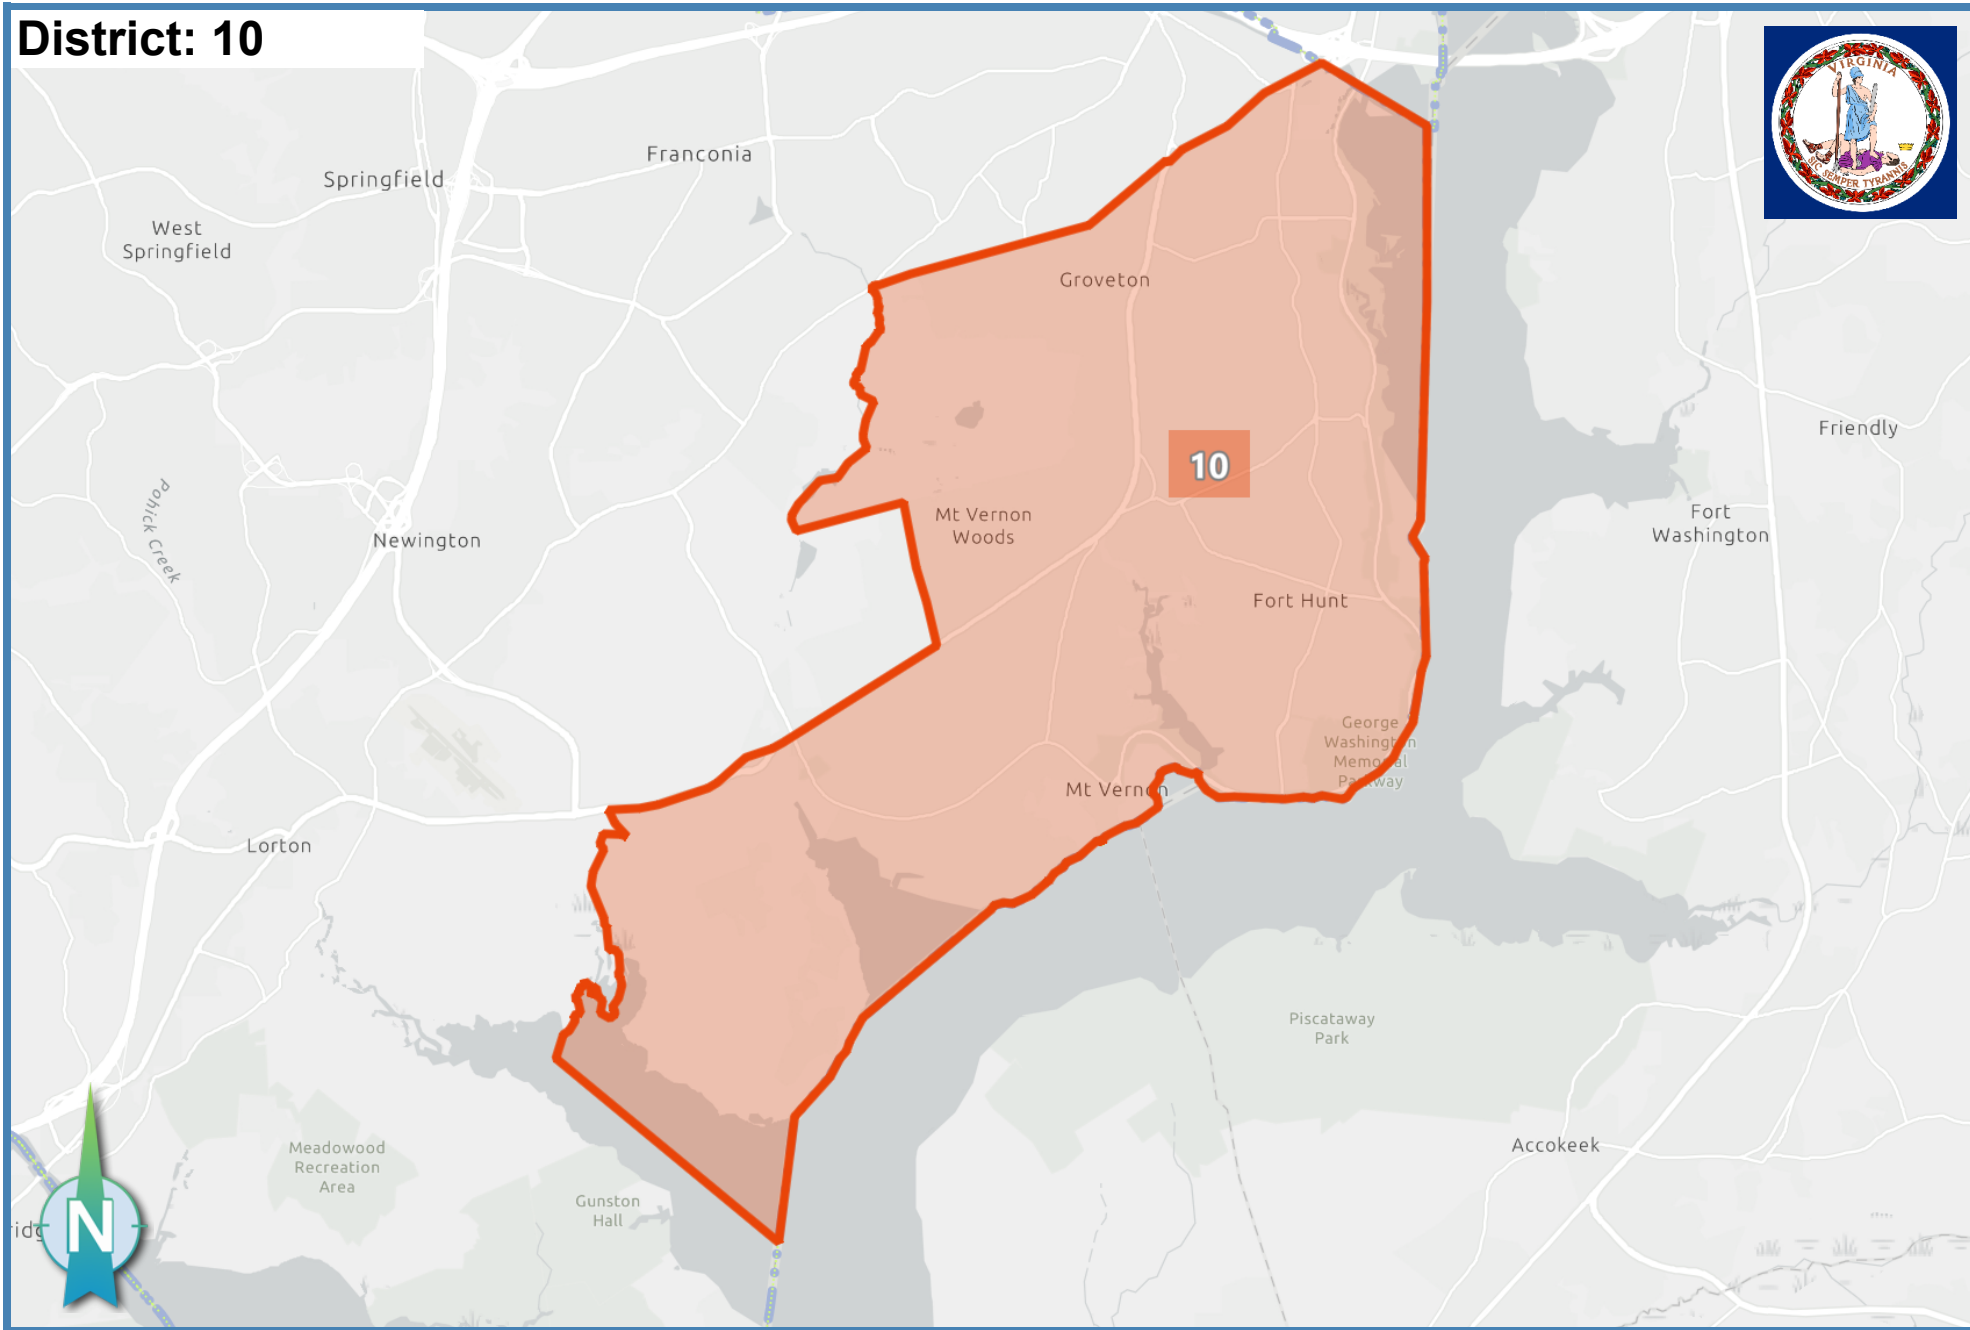 District: 10
VIRGINIA
SIC SEMPER TYRANNIS
Franconia
Springfield
West
Springfield
Groveton
Friendly
10
Pohick Creek
Mt Vernon
Woods
Fort
Washington
Newington
Fort Hunt
George
Washington
Memorial
Parkway
Mt Vernon
Lorton
Piscataway
Park
Accokeek
Meadowood
Recreation
Area
Gunston
Hall
N